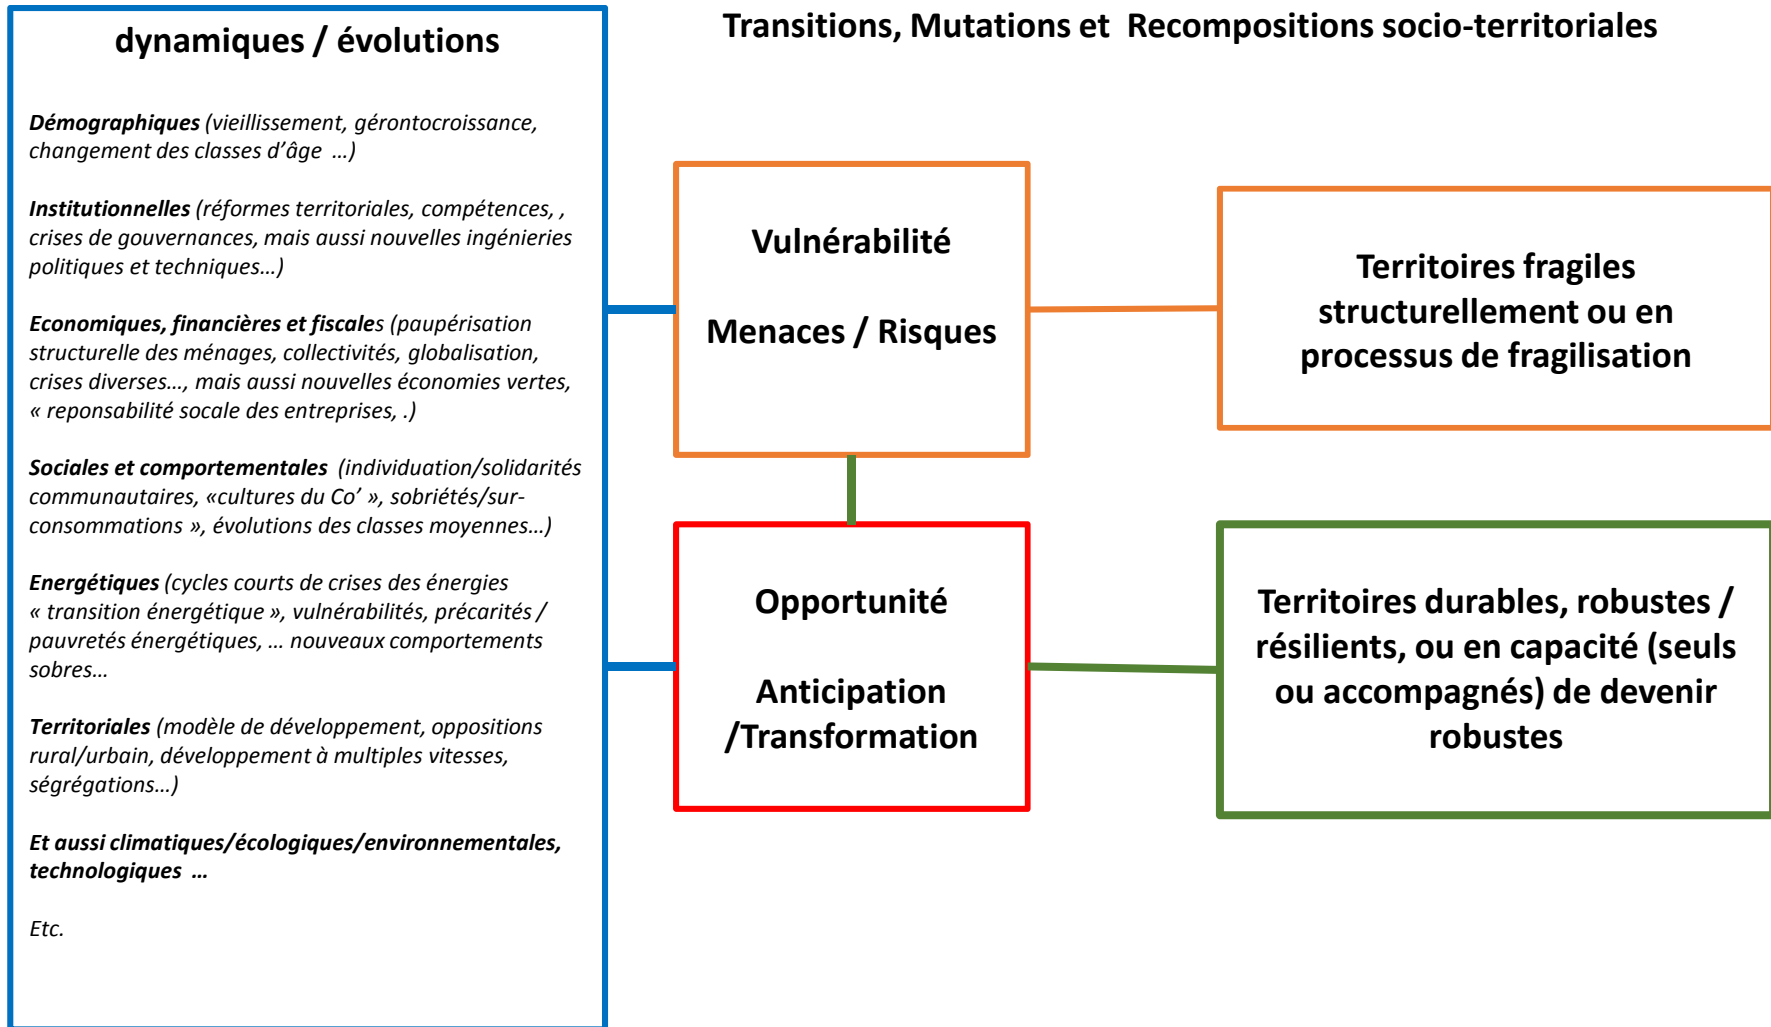 dynamiques / évolutions
Démographiques (vieillissement, gérontocroissance,
changement des classes d’âge …)
Institutionnelles (réformes territoriales, compétences, ,
crises de gouvernances, mais aussi nouvelles ingénieries
politiques et techniques…)
Economiques, financières et fiscales (paupérisation
structurelle des ménages, collectivités, globalisation,
crises diverses…, mais aussi nouvelles économies vertes,
« reponsabilité socale des entreprises, .)
Sociales et comportementales (individuation/solidarités
communautaires, «cultures du Co’ », sobriétés/sur-
consommations », évolutions des classes moyennes…)
Energétiques (cycles courts de crises des énergies
« transition énergétique », vulnérabilités, précarités /
pauvretés énergétiques, … nouveaux comportements
sobres…
Territoriales (modèle de développement, oppositions
rural/urbain, développement à multiples vitesses,
ségrégations…)
Et aussi climatiques/écologiques/environnementales,
technologiques …
Etc.
Transitions, Mutations et Recompositions socio-territoriales
Vulnérabilité
Menaces / Risques
Territoires fragiles
structurellement ou en
processus de fragilisation
Opportunité
Anticipation
/Transformation
Territoires durables, robustes /
résilients, ou en capacité (seuls
ou accompagnés) de devenir
robustes